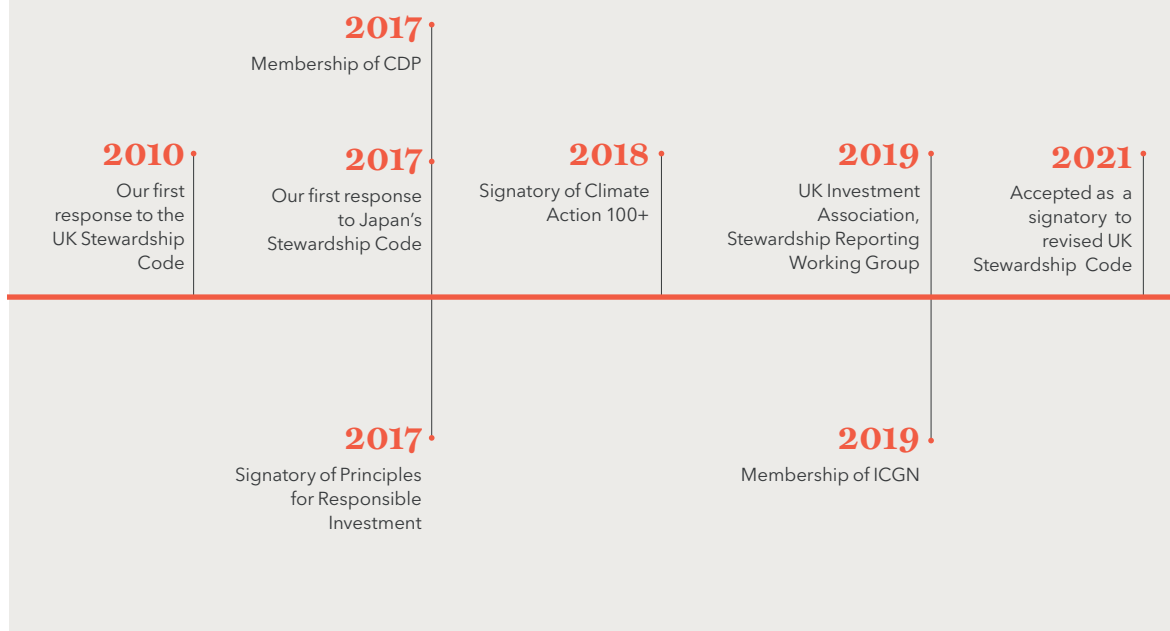 2017
Membership of CDP
2010
Our first
response to the
UK Stewardship
Code
2017
Our first response
to Japan’s
Stewardship Code
2018
Signatory of Climate
Action 100+
2019
UK Investment
Association,
Stewardship Reporting
Working Group
2021
Accepted as a
signatory to
revised UK
Stewardship Code
2017
Signatory of Principles
for Responsible
Investment
2019
Membership of ICGN